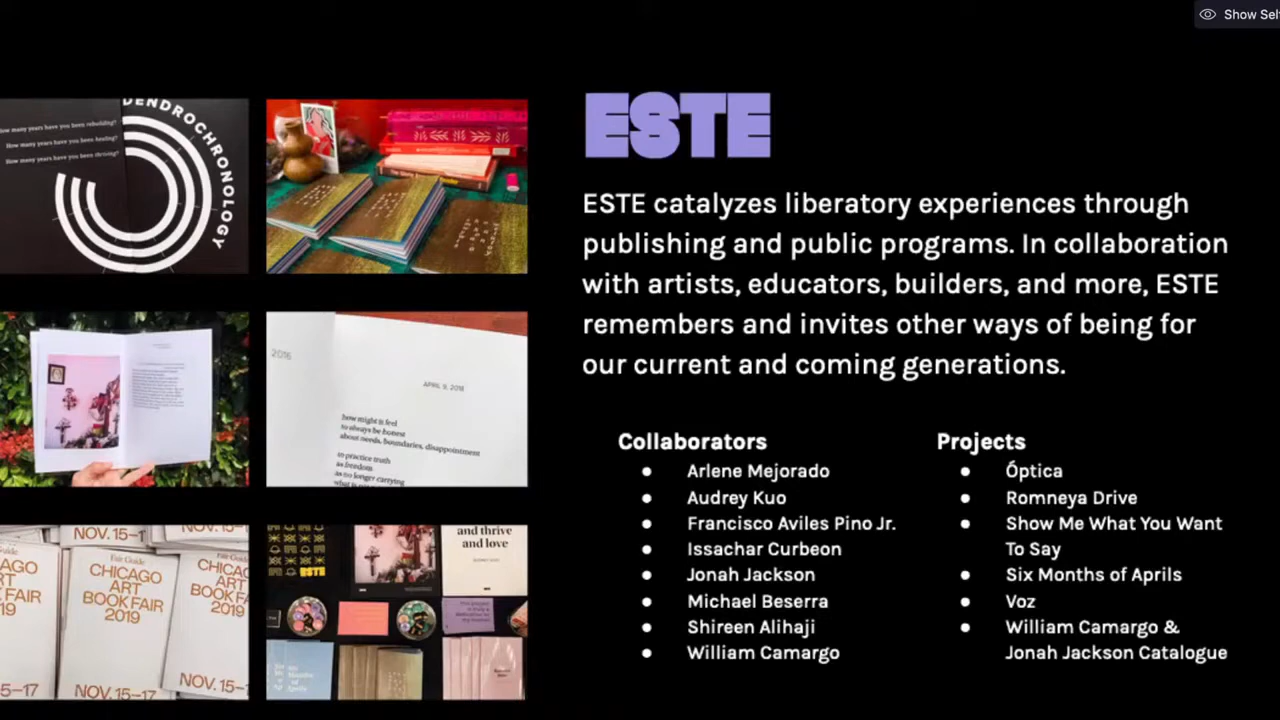 Show Self
DENDROCHRONOLOGY
How many years have you been rebuilding?
How many years have you been healing?
How many years have you been thriving?
ESTE
ESTE catalyzes liberatory experiences through
publishing and public programs. In collaboration
with artists, educators, builders, and more, ESTE
remembers and invites other ways of being for
our current and coming generations.
2016
APRIL 9, 2018
how might it feel
to always be honest
about needs, boundaries, disappointment
to practice truth
as freedom
as no longer carrying
Collaborators
Arlene Mejorado
Audrey Kuo
Francisco Aviles Pino Jr.
Issachar Curbeon
Jonah Jackson
Michael Beserra
Shireen Alihaji
William Camargo
Projects
Óptica
Romneya Drive
Show Me What You Want
To Say
Six Months of Aprils
Voz
William Camargo &
Jonah Jackson Catalogue
NOV. 15–17
Fair Guide
CHICAGO
ART
BOOK FAIR
2019
NOV. 15–17
and thrive
and love
ESTE